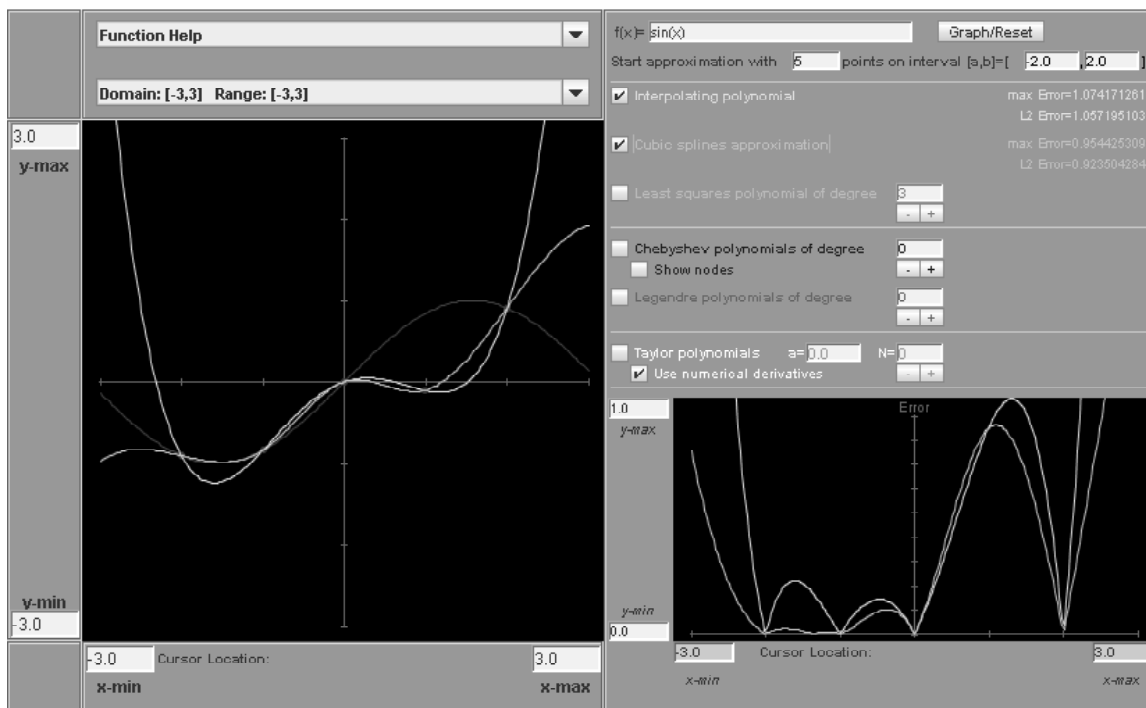 Function Help
Domain: [-3,3] Range: [-3,3]
3.0
y-max
y-min
-3.0
-3.0 Cursor Location: 3.0
x-min x-max
f(x)= sin(x) Graph/Reset
Start approximation with 5 points on interval [a,b]=[ -2.0 , 2.0 ]
Interpolating polynomial max Error=1.074171261
L2 Error=1.057195103
Cubic splines approximation max Error=0.954425309
L2 Error=0.923504284
Least squares polynomial of degree 3
- +
Chebyshev polynomials of degree 0
Show nodes - +
Legendre polynomials of degree 0
- +
Taylor polynomials a= 0.0 N= 0
Use numerical derivatives - +
1.0 Error
y-max
y-min
0.0
-3.0 Cursor Location: 3.0
x-min x-max